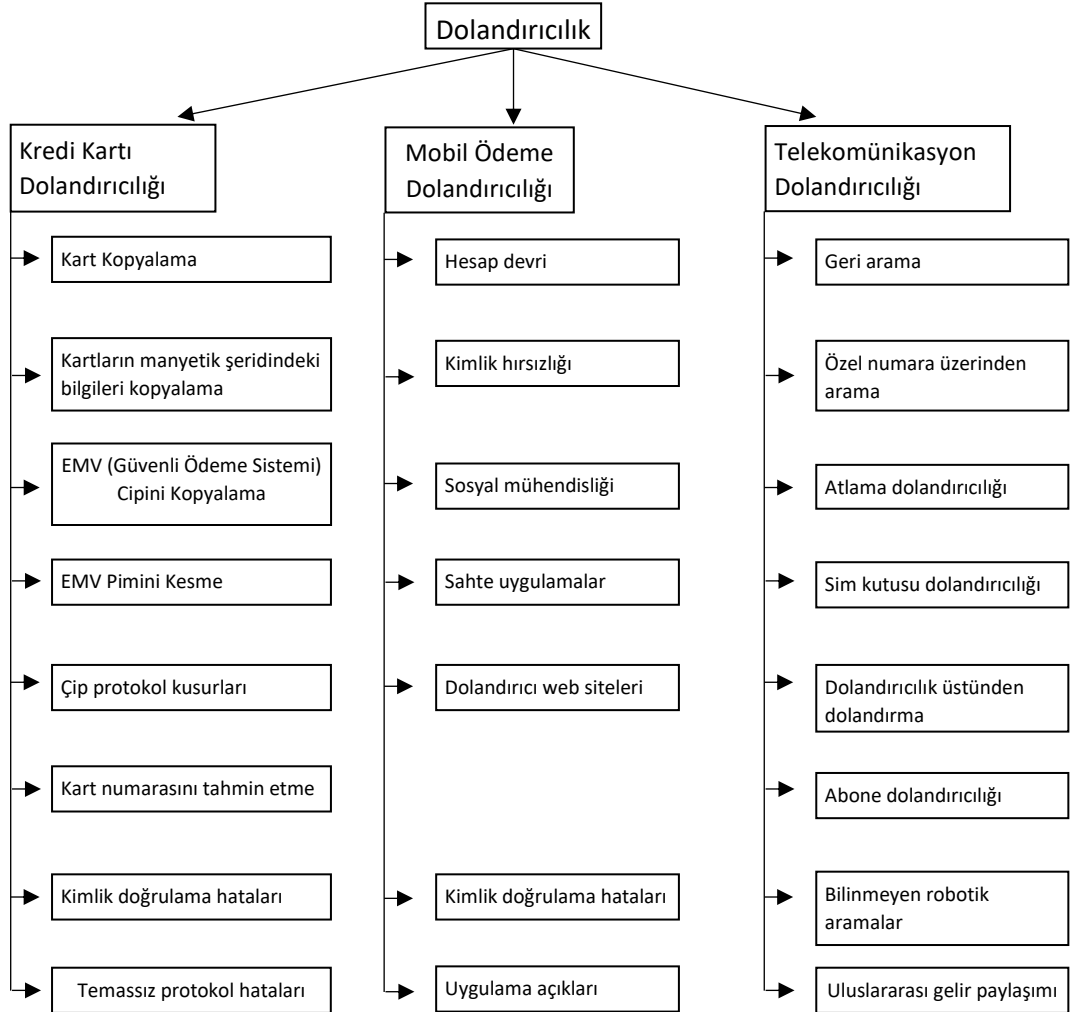 Dolandırıcılık
Kredi Kartı
Dolandırıcılığı
Kart Kopyalama
Kartların manyetik şeridindeki
bilgileri kopyalama
EMV (Güvenli Ödeme Sistemi)
Cipini Kopyalama
EMV Pimini Kesme
Çip protokol kusurları
Kart numarasını tahmin etme
Kimlik doğrulama hataları
Temassız protokol hataları
Mobil Ödeme
Dolandırıcılığı
Hesap devri
Kimlik hırsızlığı
Sosyal mühendisliği
Sahte uygulamalar
Dolandırıcı web siteleri
Kimlik doğrulama hataları
Uygulama açıkları
Telekomünikasyon
Dolandırıcılığı
Geri arama
Özel numara üzerinden
arama
Atlama dolandırıcılığı
Sim kutusu dolandırıcılığı
Dolandırıcılık üstünden
dolandırma
Abone dolandırıcılığı
Bilinmeyen robotik
aramalar
Uluslararası gelir paylaşımı